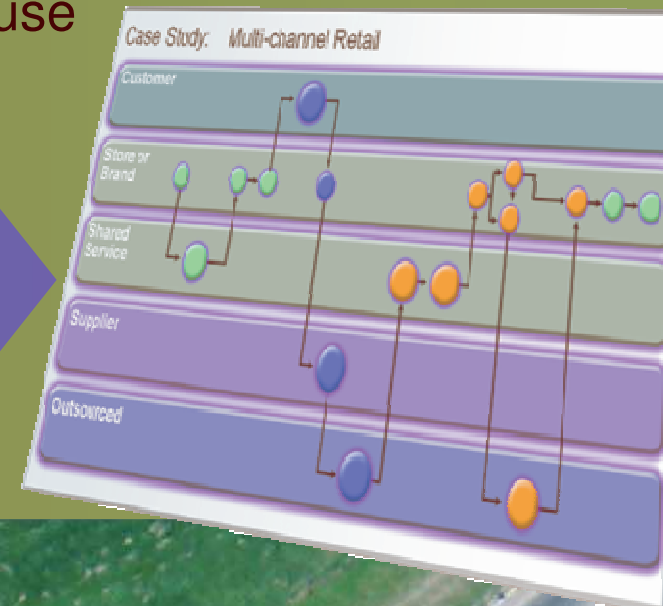 use
Case Study: Multi-channel Retail
Customer
Store or
Brand
Shared
Service
Supplier
Outsourced